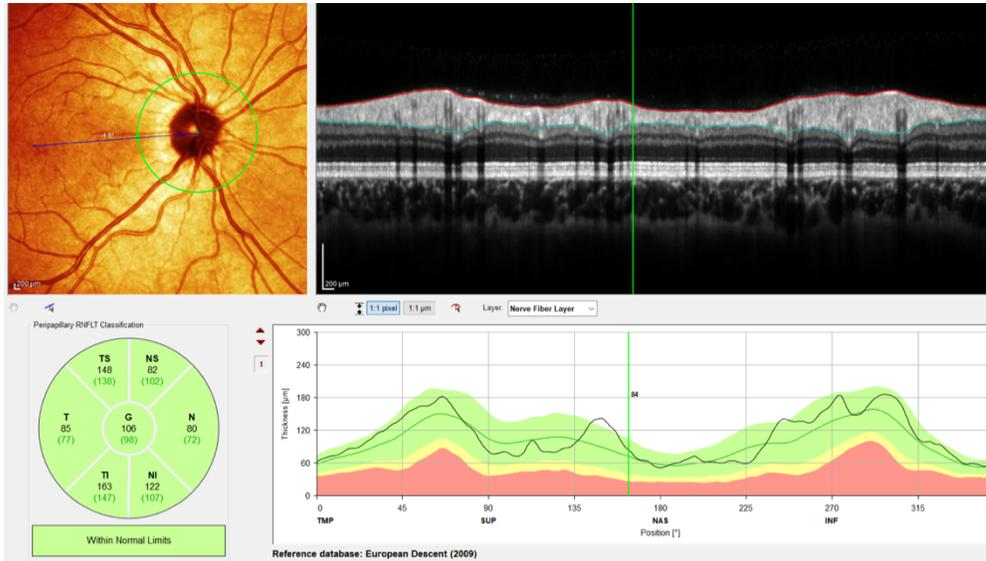 200 µm
200 µm
1:1 pixel
1:1 µm
Layer:
Nerve Fiber Layer
Peripapillary RNFLT Classification
TS
148
(138)
NS
82
(102)
T
85
(77)
G
106
(98)
N
80
(72)
TI
163
(147)
NI
122
(107)
Within Normal Limits
1
Thickness [µm]
300
240
180
120
60
0
84
0
45
90
135
180
225
270
315
TMP
SUP
NAS
INF
Position [°]
Reference database: European Descent (2009)